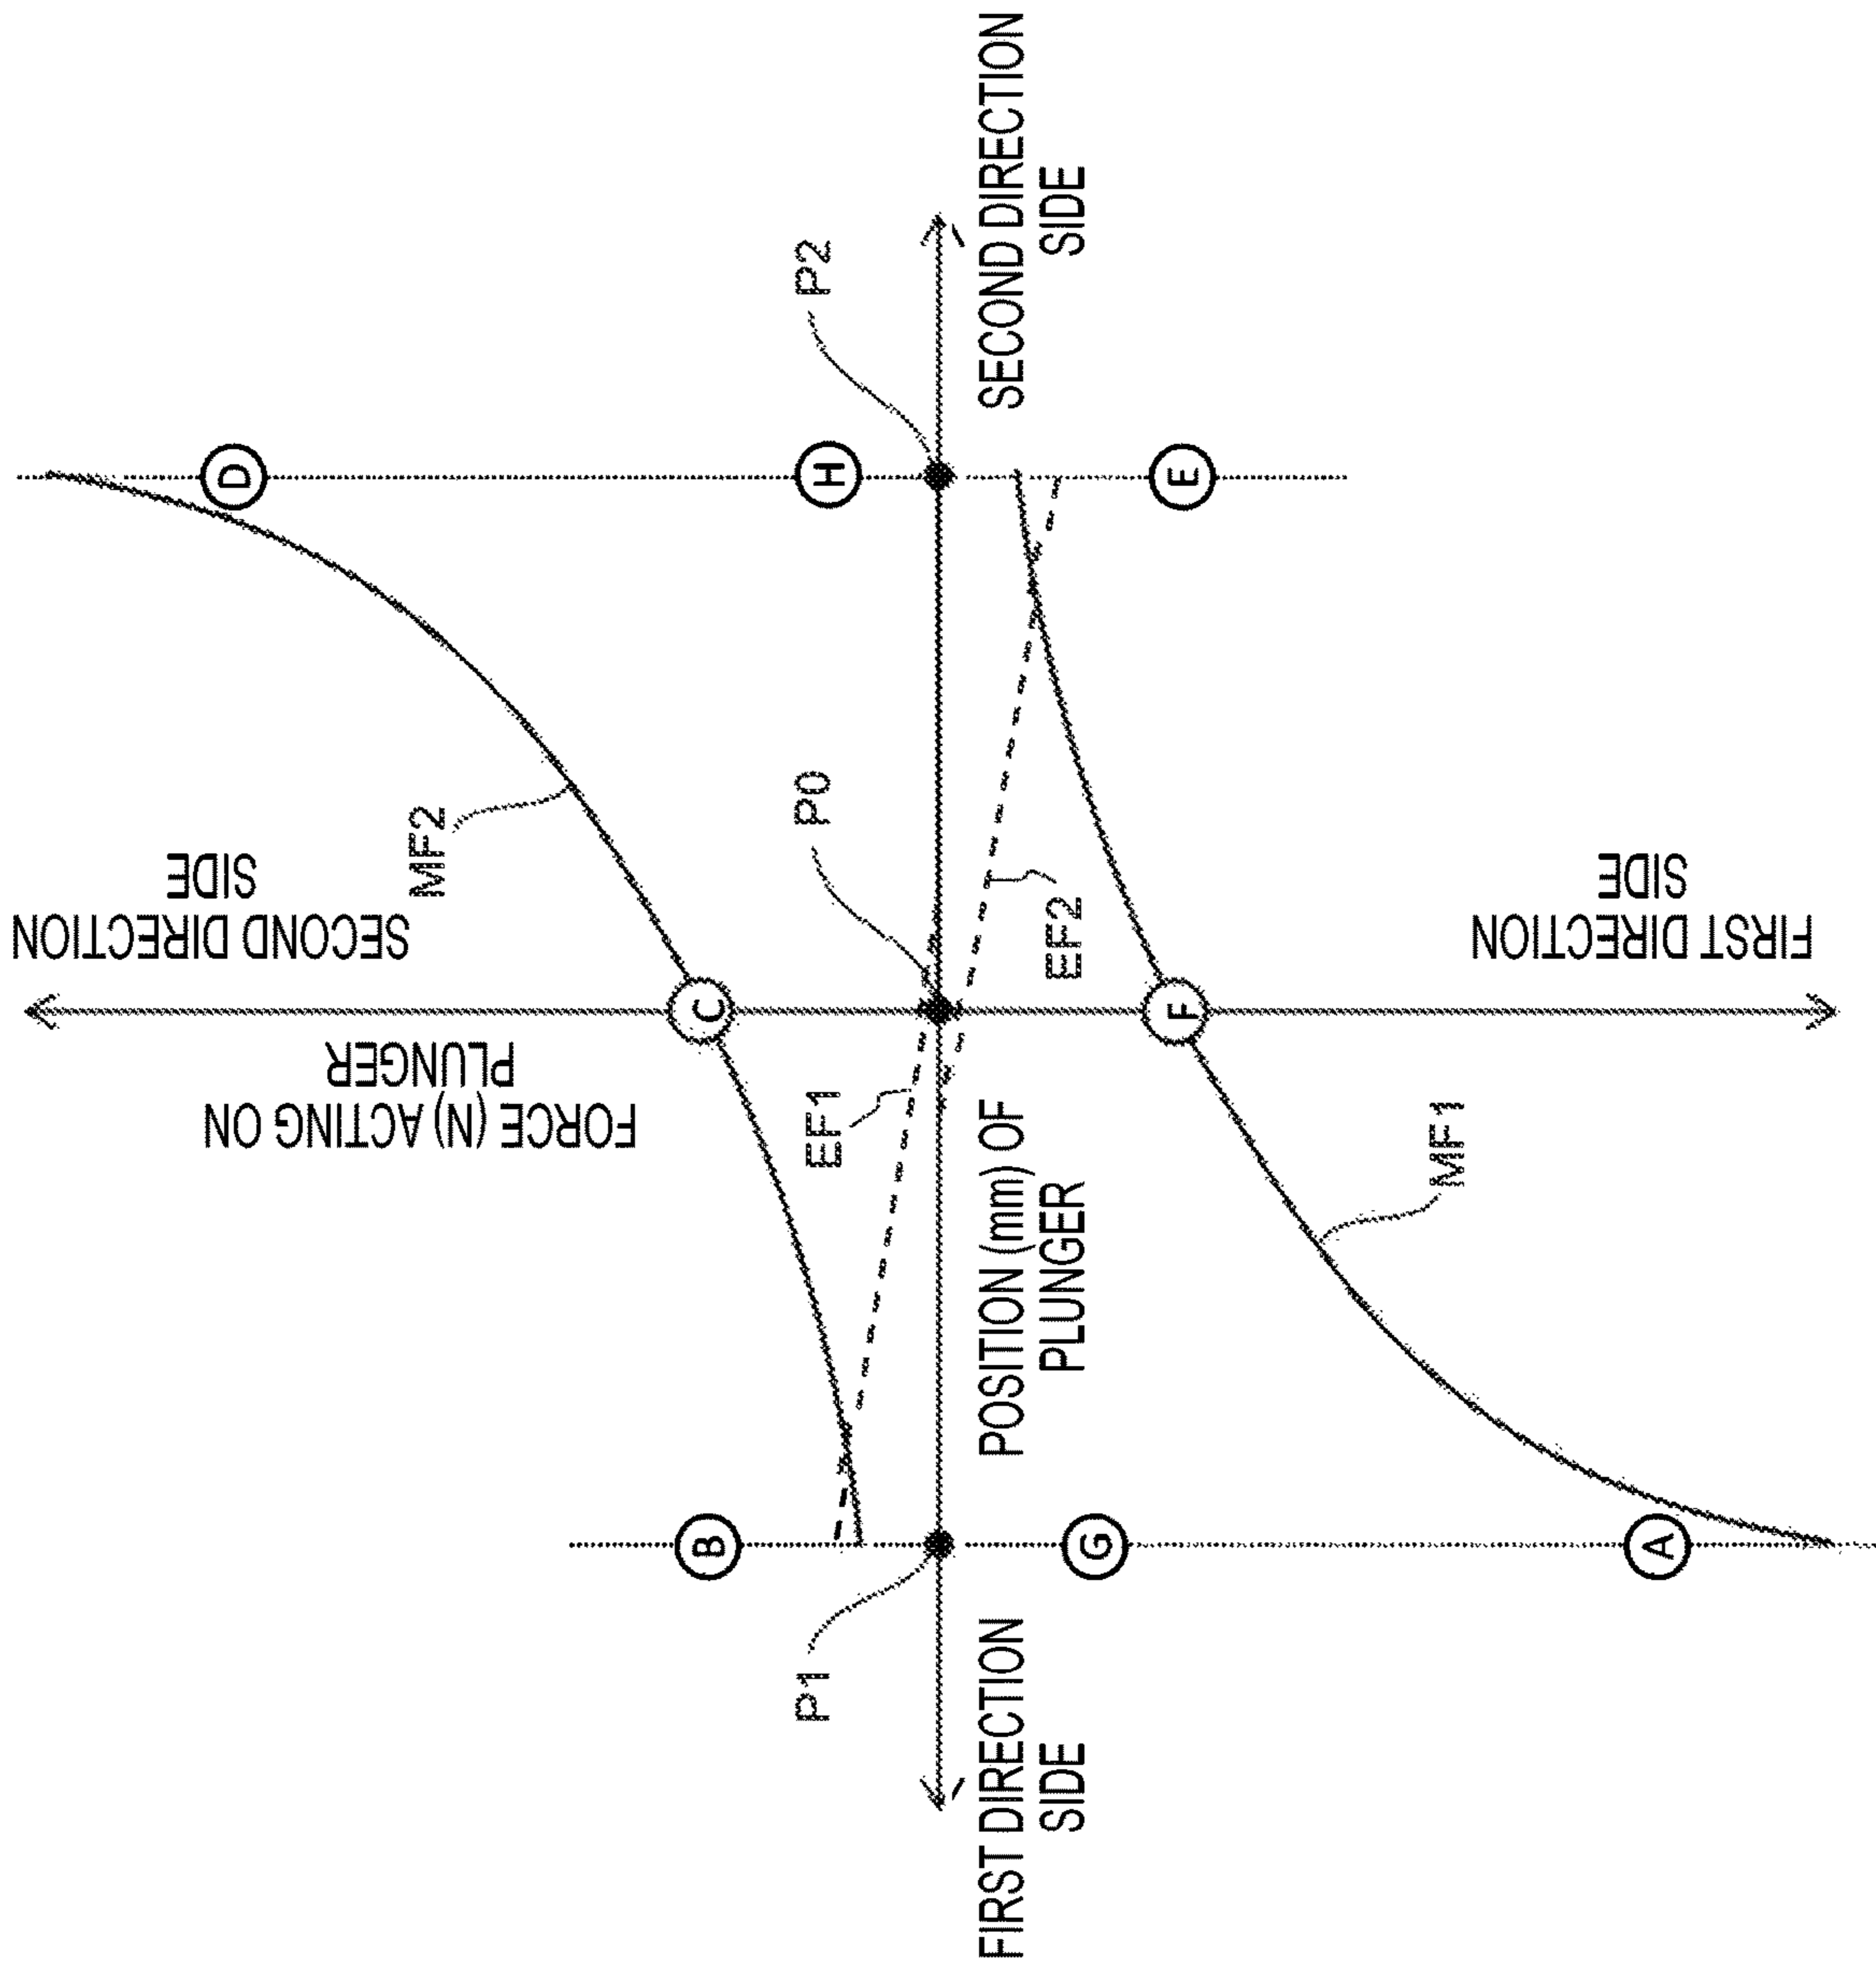 SECOND DIRECTION
SIDE
FORCE (N) ACTING ON
PLUNGER
MF2
D
C
B
H
P1
EF1
P0
P2
FIRST DIRECTION
SIDE
POSITION (mm) OF
PLUNGER
EF2
SECOND DIRECTION
SIDE
G
F
E
MF1
A
FIRST DIRECTION
SIDE